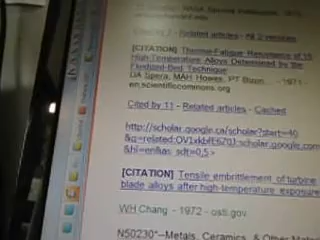 Related articles - All 2 versions
[CITATION] Thermal-Fatigue Resistance of 15
High-Temperature Alloys Determined by the
Fluidized-Bed Technique
DA Spera, MAH Howes, PT Bizon… - 1971 -
en.scientificcommons.org
Cited by 11 - Related articles - Cached
http://scholar.google.ca/scholar?start=40
&hl=en&as_sdt=0,5>
[CITATION] Tensile embrittlement of turbine
blade alloys after high-temperature exposure
WH Chang - 1972 - osti.gov
N50230*--Metals, Ceramics, & Other Mate